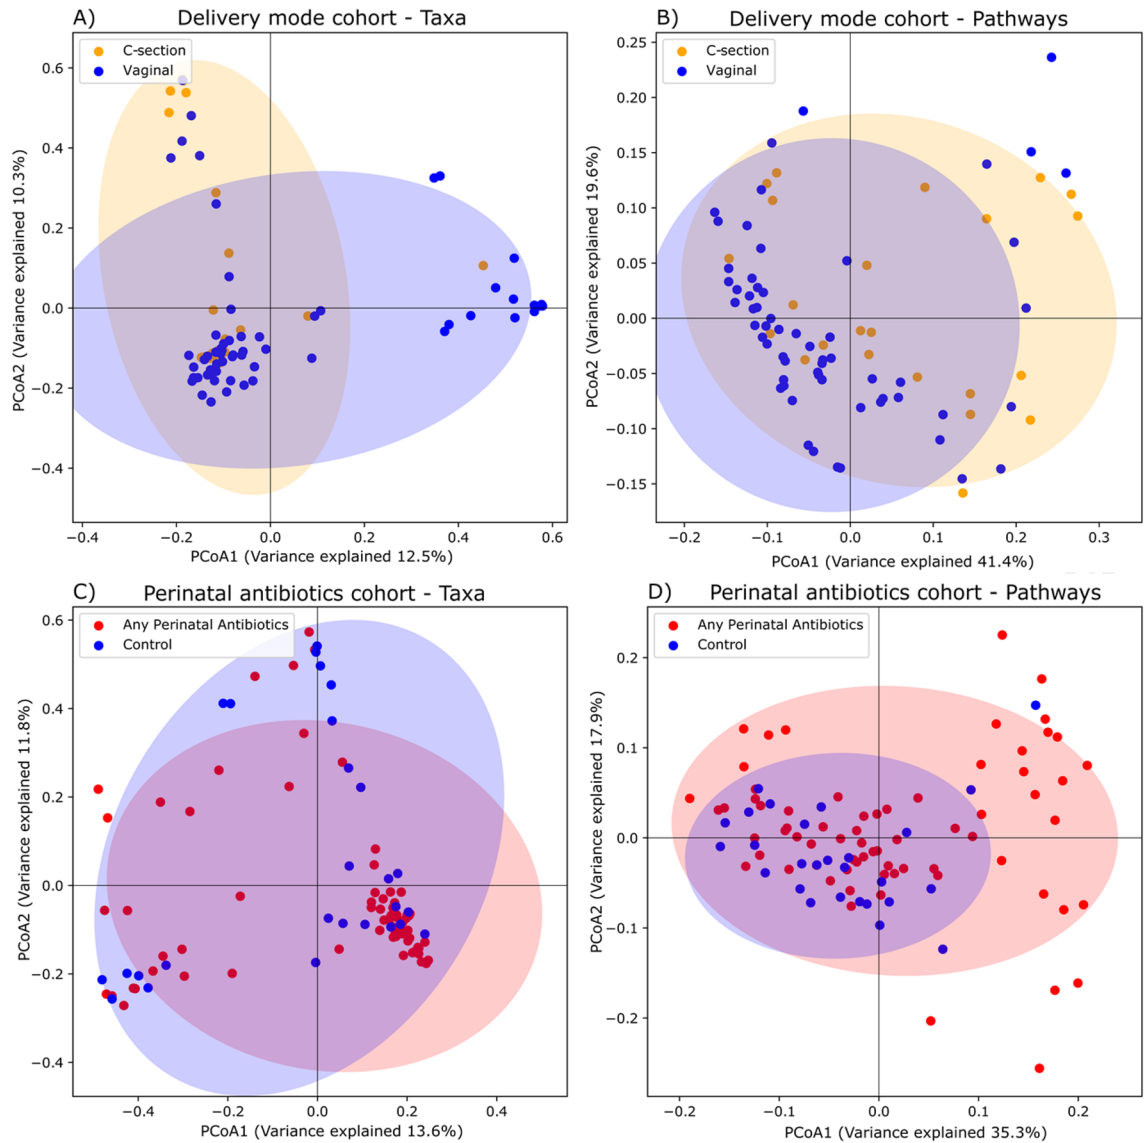 A) Delivery mode cohort - Taxa
C-section
Vaginal
0.6
0.4
0.2
0.0
−0.2
−0.4
PCoA2 (Variance explained 10.3%)
−0.4 −0.2 0.0 0.2 0.4 0.6
PCoA1 (Variance explained 12.5%)
B) Delivery mode cohort - Pathways
C-section
Vaginal
0.25
0.20
0.15
0.10
0.05
0.00
−0.05
−0.10
−0.15
PCoA2 (Variance explained 19.6%)
−0.2 −0.1 0.0 0.1 0.2 0.3
PCoA1 (Variance explained 41.4%)
C) Perinatal antibiotics cohort - Taxa
Any Perinatal Antibiotics
Control
0.6
0.4
0.2
0.0
−0.2
−0.4
PCoA2 (Variance explained 11.8%)
−0.4 −0.2 0.0 0.2 0.4
PCoA1 (Variance explained 13.6%)
D) Perinatal antibiotics cohort - Pathways
Any Perinatal Antibiotics
Control
0.2
0.1
0.0
−0.1
−0.2
PCoA2 (Variance explained 17.9%)
−0.2 −0.1 0.0 0.1 0.2
PCoA1 (Variance explained 35.3%)